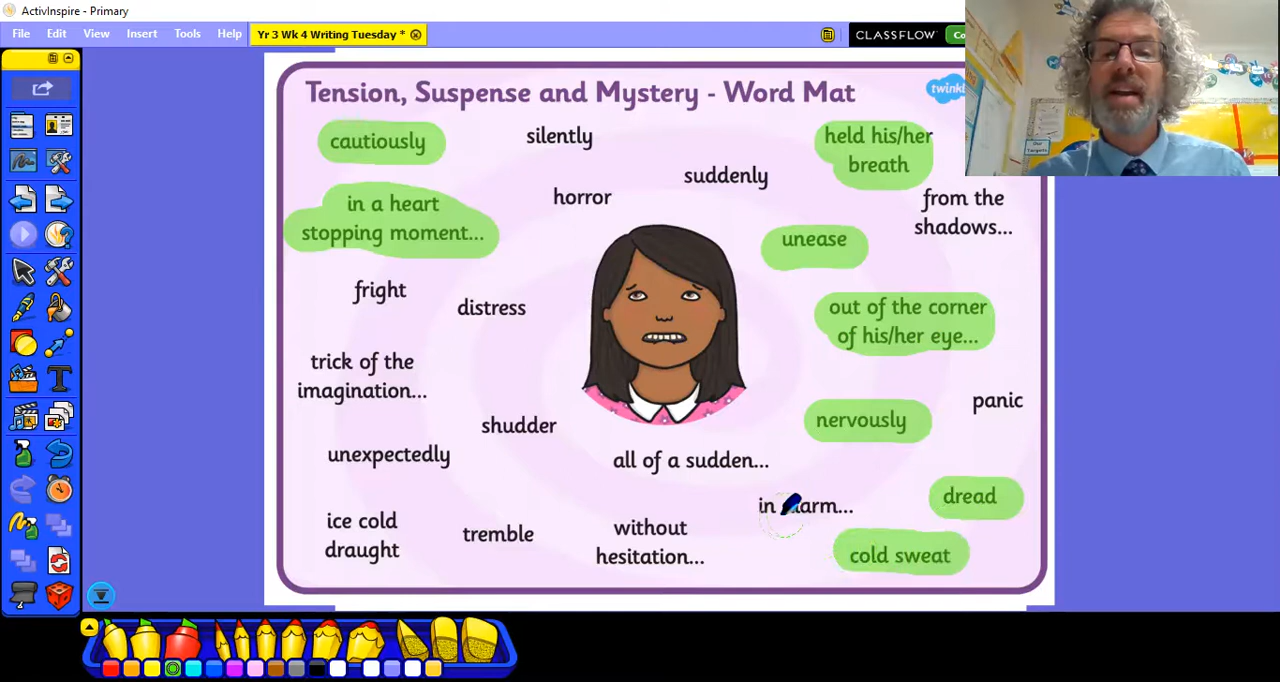 ActivInspire - Primary
File Edit View Insert Tools Help
Yr 3 Wk 4 Writing Tuesday *
CLASSFLOW
Tension, Suspense and Mystery - Word Mat
cautiously
silently
held his/her
breath
suddenly
in a heart
stopping moment...
horror
from the
shadows...
unease
fright
distress
out of the corner
of his/her eye...
trick of the
imagination...
panic
shudder
nervously
unexpectedly
all of a sudden...
dread
in
ice cold
draught
tremble
without
hesitation...
cold sweat
Our
Targets